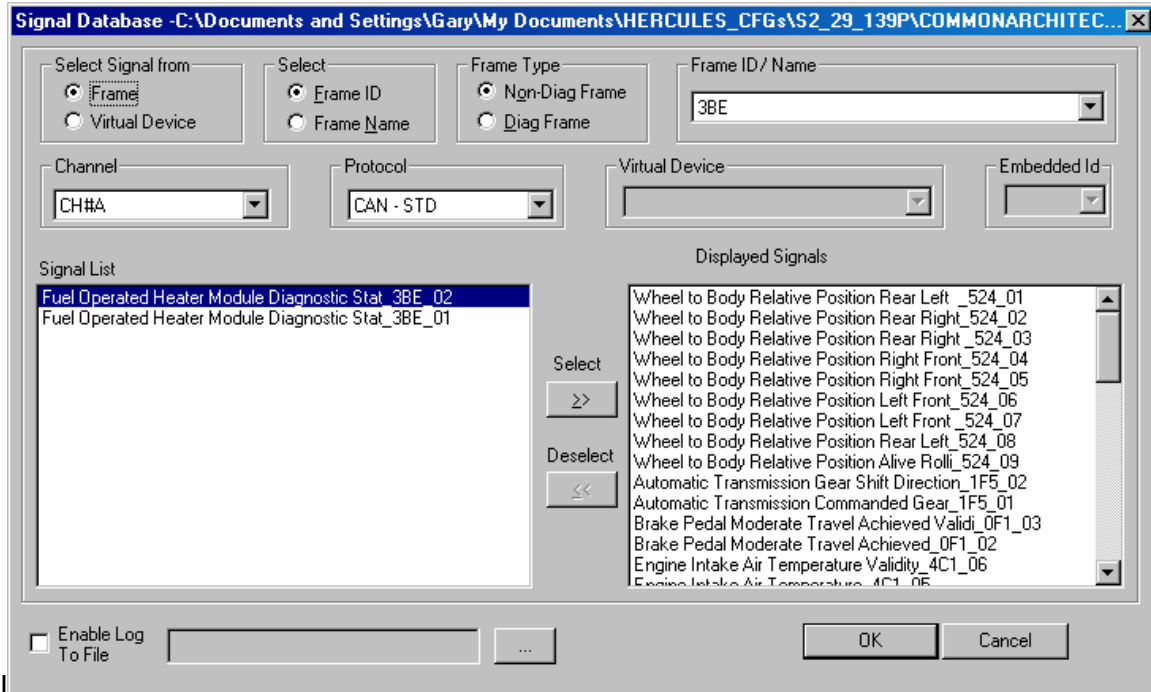 Signal Database -C:\Documents and Settings\Gary\My Documents\HERCULES_CFGs\S2_29_139P\COMMONARCHITEC...
Select Signal from
Frame
Virtual Device
Select
Frame ID
Frame Name
Frame Type
Non-Diag Frame
Diag Frame
Frame ID/ Name
3BE
Channel
CH#A
Protocol
CAN - STD
Virtual Device
Embedded Id
Signal List
Fuel Operated Heater Module Diagnostic Stat_3BE_02
Fuel Operated Heater Module Diagnostic Stat_3BE_01
Select
>>
Deselect
<<
Displayed Signals
Wheel to Body Relative Position Rear Left _524_01
Wheel to Body Relative Position Rear Right_524_02
Wheel to Body Relative Position Rear Right _524_03
Wheel to Body Relative Position Right Front_524_04
Wheel to Body Relative Position Right Front_524_05
Wheel to Body Relative Position Left Front_524_06
Wheel to Body Relative Position Left Front _524_07
Wheel to Body Relative Position Rear Left_524_08
Wheel to Body Relative Position Alive Rolli_524_09
Automatic Transmission Gear Shift Direction_1F5_02
Automatic Transmission Commanded Gear_1F5_01
Brake Pedal Moderate Travel Achieved Validi_0F1_03
Brake Pedal Moderate Travel Achieved_0F1_02
Engine Intake Air Temperature Validity_4C1_06
Engine Intake Air Temperature_4C1_05
Enable Log
To File
...
OK
Cancel